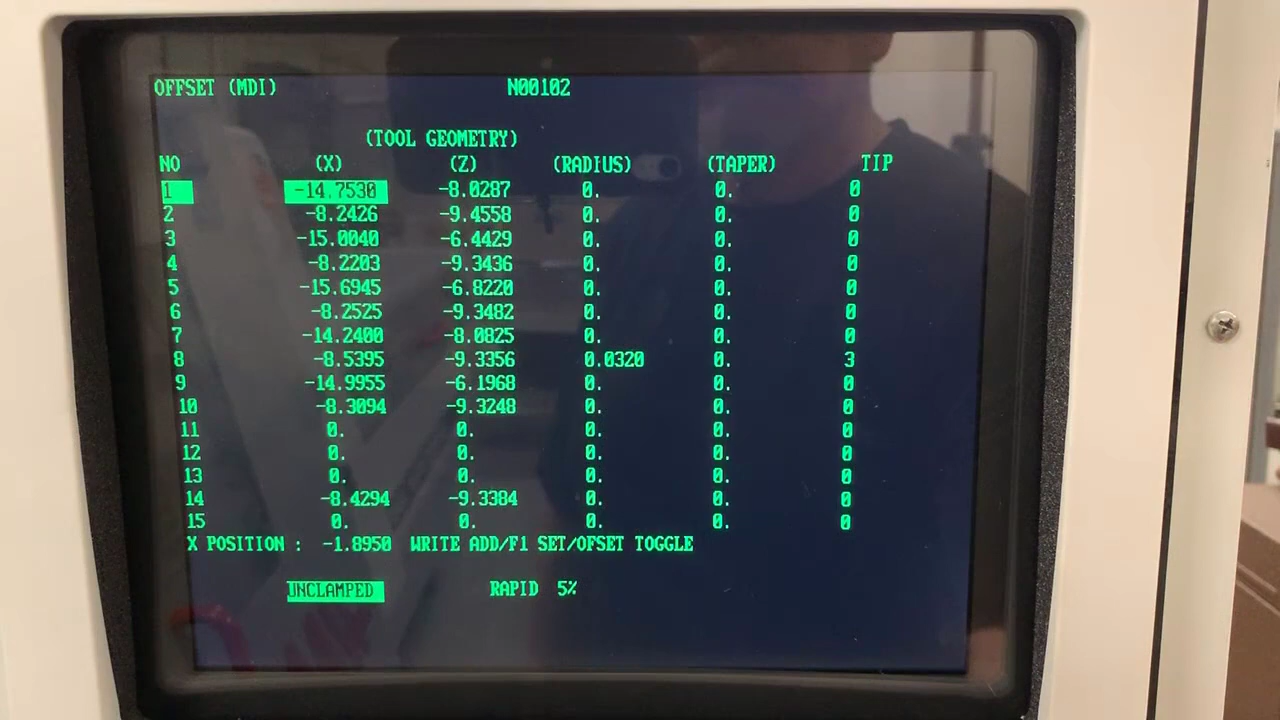 OFFSET (MDI) N00102
(TOOL GEOMETRY)
NO (X) (Z) (RADIUS) (TAPER) TIP
1 -14.7530 -8.0287 0. 0. 0
2 -8.2426 -9.4558 0. 0. 0
3 -15.0040 -6.4429 0. 0. 0
4 -8.2203 -9.3436 0. 0. 0
5 -15.6945 -6.8220 0. 0. 0
6 -8.2525 -9.3482 0. 0. 0
7 -14.2400 -8.0825 0. 0. 0
8 -8.5395 -9.3356 0.0320 0. 3
9 -14.9955 -6.1968 0. 0. 0
10 -8.3094 -9.3248 0. 0. 0
11 0. 0. 0. 0. 0
12 0. 0. 0. 0. 0
13 0. 0. 0. 0. 0
14 -8.4294 -9.3384 0. 0. 0
15 0. 0. 0. 0. 0
X POSITION : -1.8950 WRITE ADD/F1 SET/OFSET TOGGLE
UNCLAMPED RAPID 5%